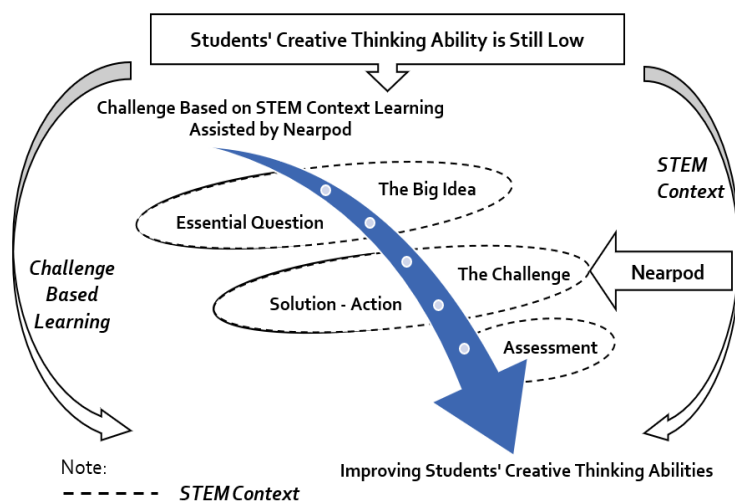 Students' Creative Thinking Ability is Still Low
Challenge Based on STEM Context Learning
Assisted by Nearpod
The Big Idea
Essential Question
STEM
Context
The Challenge
Nearpod
Challenge
Based
Learning
Solution - Action
Assessment
Improving Students' Creative Thinking Abilities
Note:
STEM Context